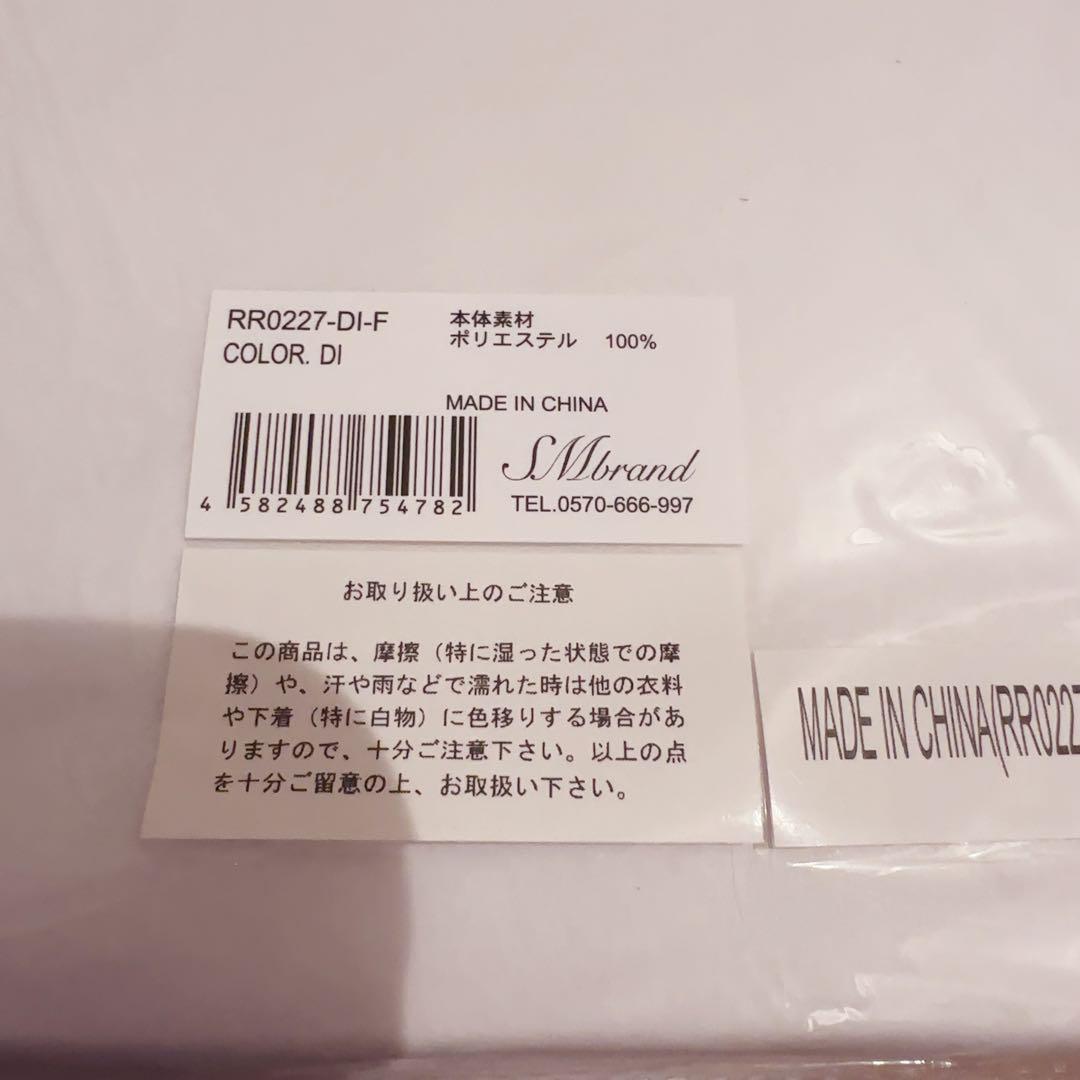 RR0227-DI-F
COLOR. DI
本体素材
ポリエステル 100%
MADE IN CHINA
SMbrand
TEL.0570-666-997
4 582488 754782
お取り扱い上のご注意
この商品は、摩擦（特に湿った状態での摩
擦）や、汗や雨などで濡れた時は他の衣料
や下着（特に白物）に色移りする場合があ
りますので、十分ご注意下さい。以上の点
を十分ご留意の上、お取扱い下さい。
MADE IN CHINA/RR0227